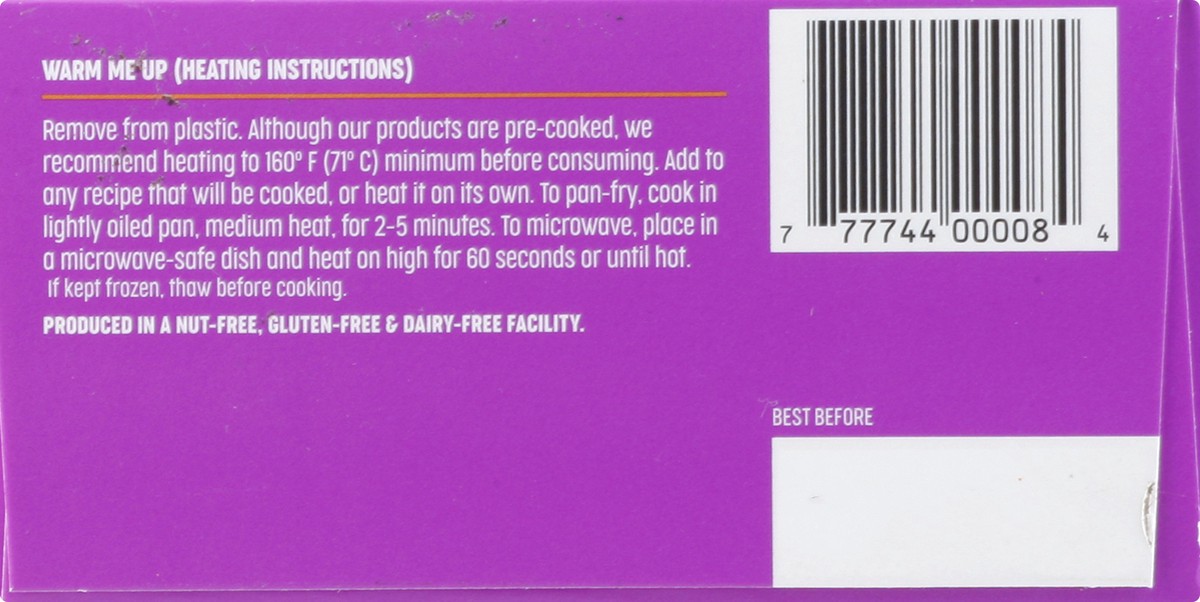 WARM ME UP (HEATING INSTRUCTIONS)
Remove from plastic. Although our products are pre-cooked, we
recommend heating to 160° F (71° C) minimum before consuming. Add to
any recipe that will be cooked, or heat it on its own. To pan-fry, cook in
lightly oiled pan, medium heat, for 2-5 minutes. To microwave, place in
a microwave-safe dish and heat on high for 60 seconds or until hot.
If kept frozen, thaw before cooking.
PRODUCED IN A NUT-FREE, GLUTEN-FREE & DAIRY-FREE FACILITY.
7 77744 00008 4
BEST BEFORE